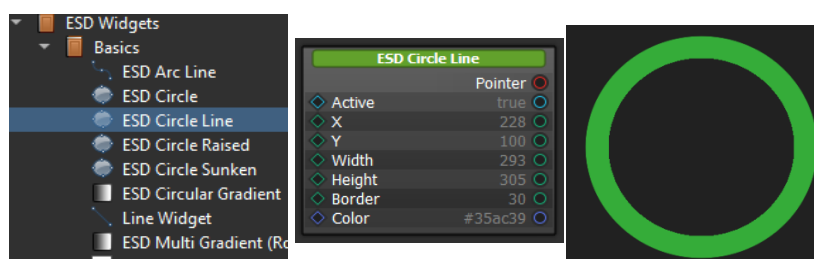 ESD Widgets
Basics
ESD Arc Line
ESD Circle
ESD Circle Line
ESD Circle Raised
ESD Circle Sunken
ESD Circular Gradient
Line Widget
ESD Multi Gradient (Ro
ESD Circle Line
Pointer
Active true
X 228
Y 100
Width 293
Height 305
Border 30
Color #35ac39